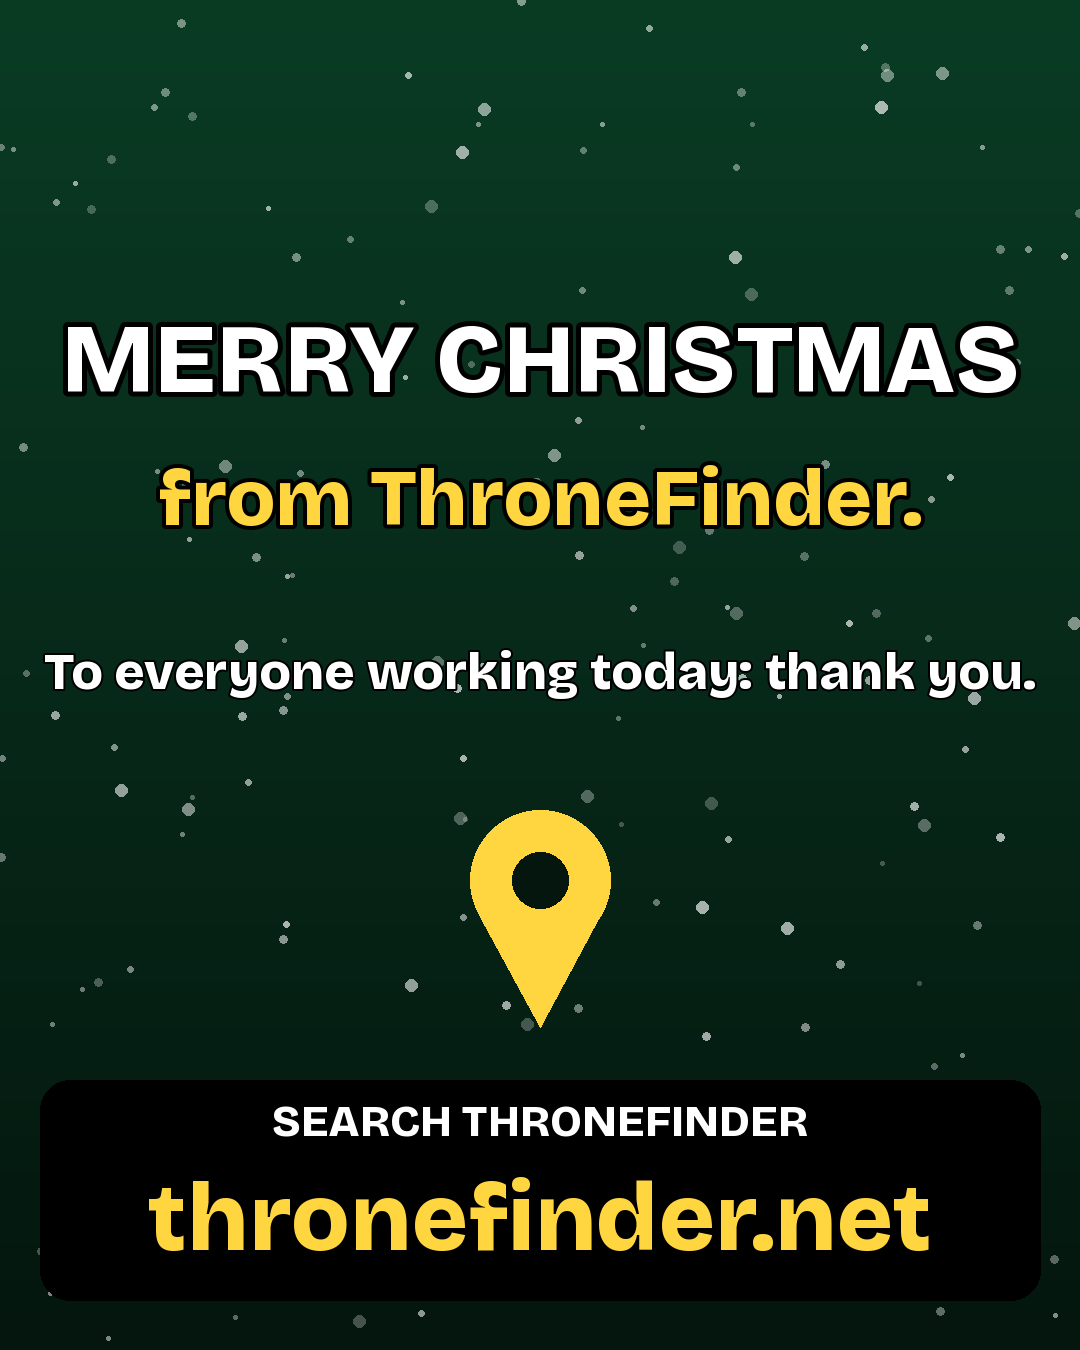 MERRY CHRISTMAS
from ThroneFinder.
To everyone working today: thank you.
SEARCH THRONEFINDER
thronefinder.net